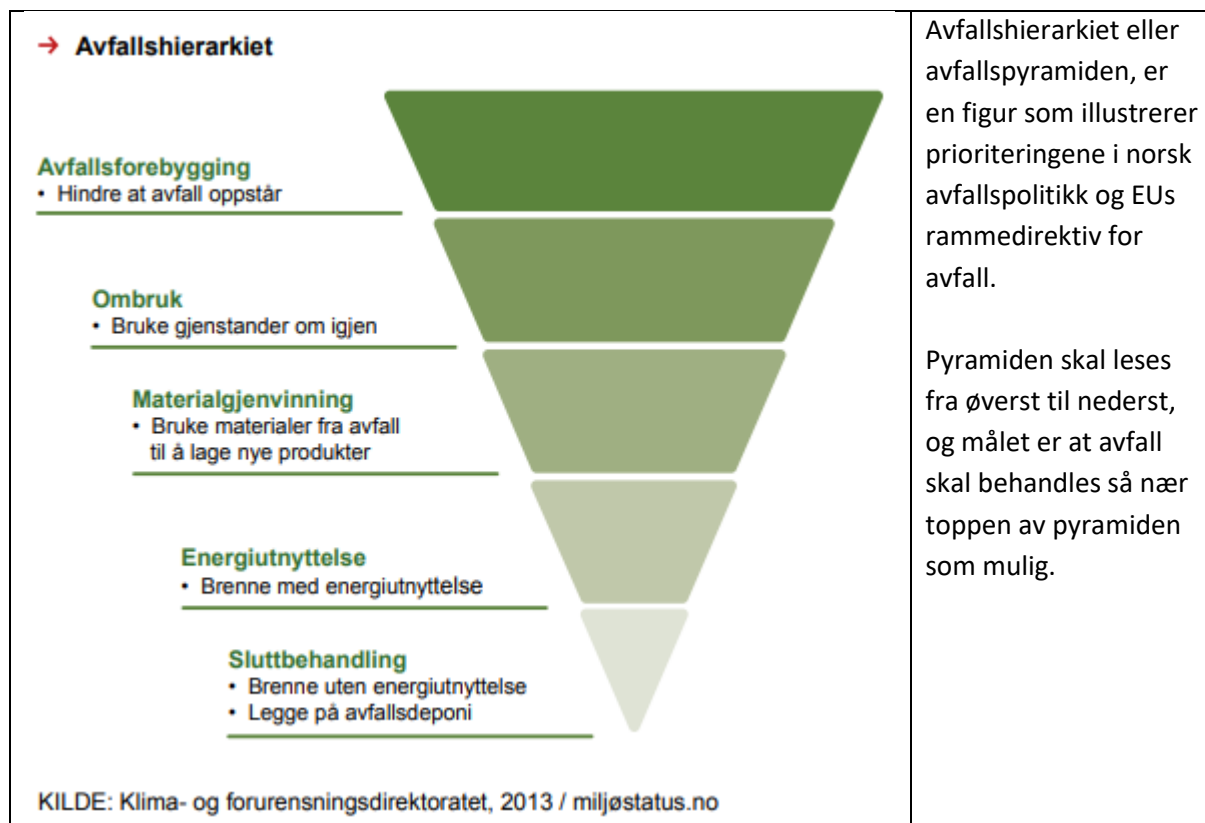 → Avfallshierarkiet
Avfallsforebygging
• Hindre at avfall oppstår
Ombruk
• Bruke gjenstander om igjen
Materialgjenvinning
• Bruke materialer fra avfall
til å lage nye produkter
Energiutnyttelse
• Brenne med energiutnyttelse
Sluttbehandling
• Brenne uten energiutnyttelse
• Legge på avfallsdeponi
KILDE: Klima- og forurensningsdirektoratet, 2013 / miljøstatus.no
Avfallshierarkiet eller
avfallspyramiden, er
en figur som illustrerer
prioriteringene i norsk
avfallspolitikk og EUs
rammedirektiv for
avfall.
Pyramiden skal leses
fra øverst til nederst,
og målet er at avfall
skal behandles så nær
toppen av pyramiden
som mulig.